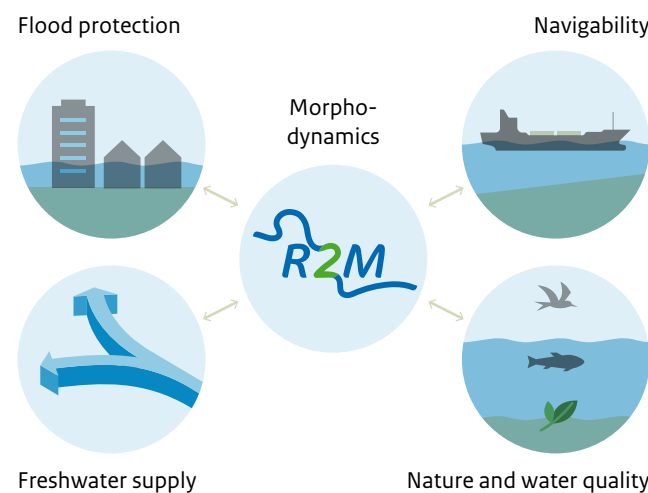 Flood protection
Navigability
Morpho-
dynamics
R2M
Freshwater supply
Nature and water quality